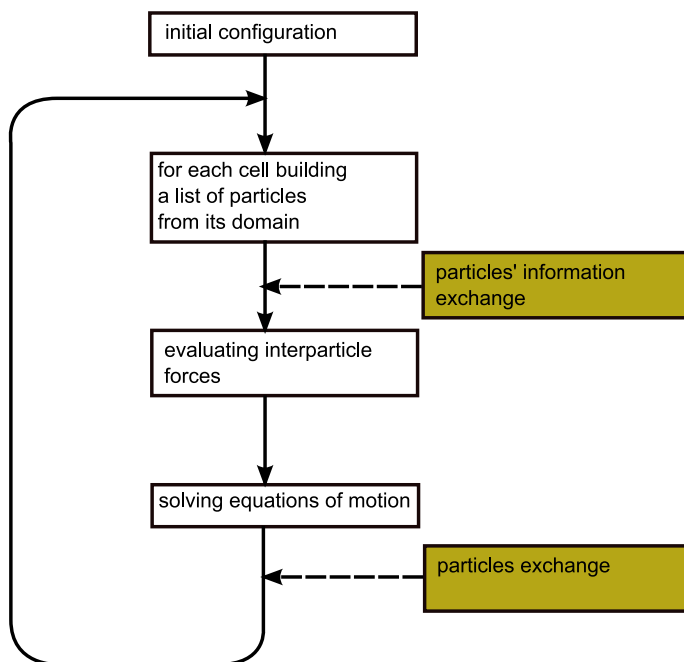 initial configuration
for each cell building
a list of particles
from its domain
particles' information
exchange
evaluating interparticle
forces
solving equations of motion
particles exchange